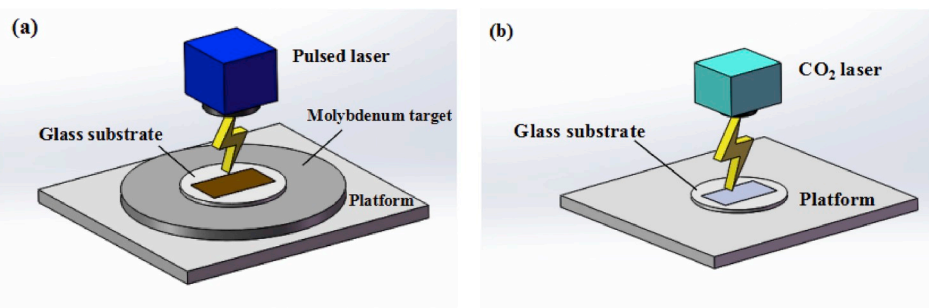 (a)
Pulsed laser
Molybdenum target
Glass substrate
Platform
(b)
CO₂ laser
Glass substrate
Platform